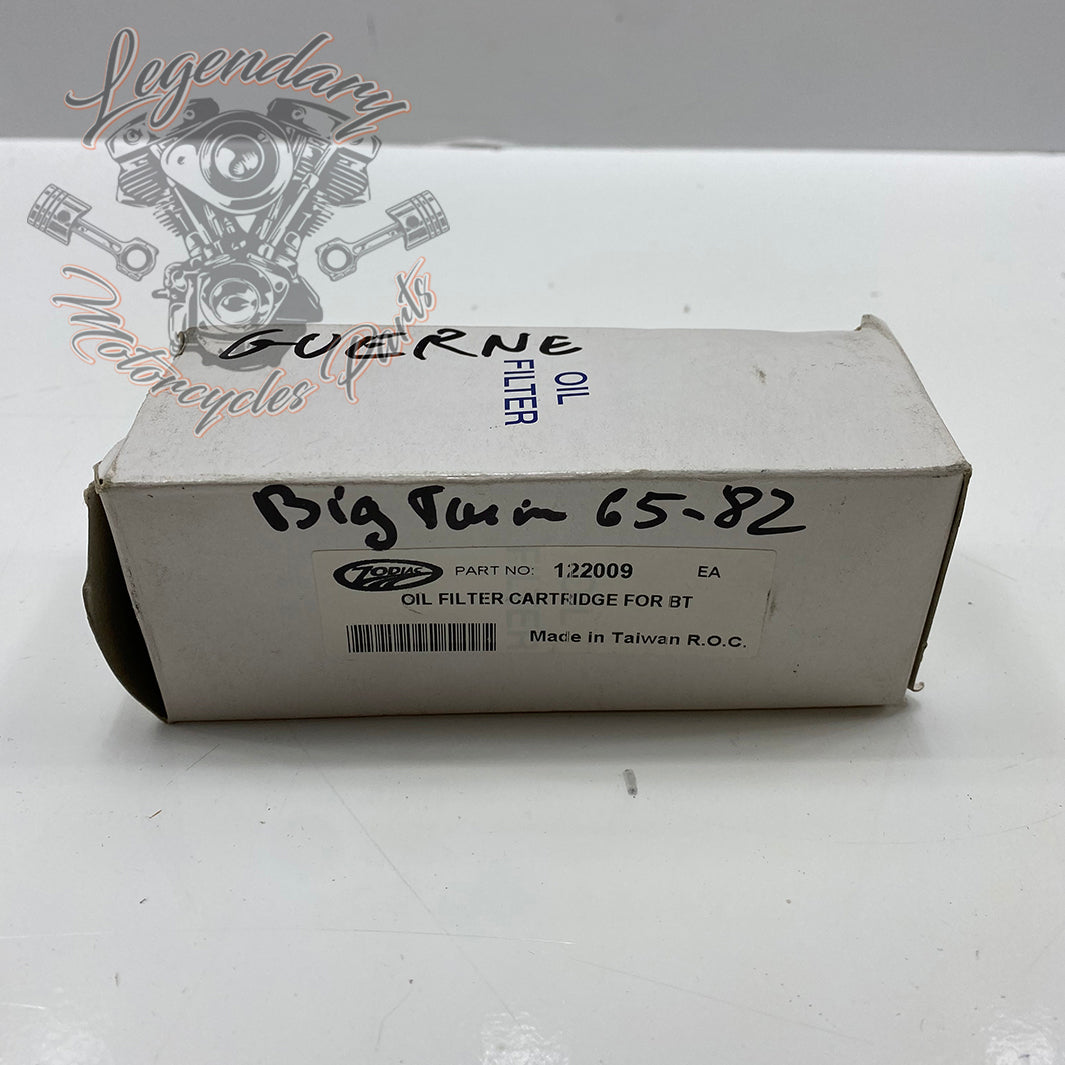 Legendary
Motorcycles Parts
GUERNE
OIL
FILTER
Big Twin 65-82
ZODIAC PART NO: 122009 EA
OIL FILTER CARTRIDGE FOR BT
Made in Taiwan R.O.C.